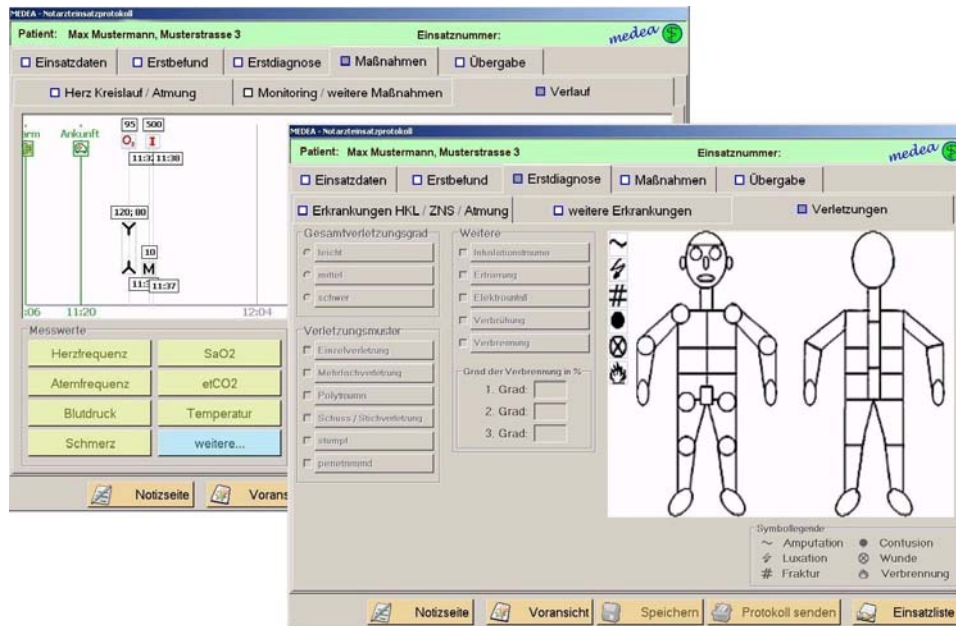 MEDEA - Notarzteinsatzprotokoll
Patient: Max Mustermann, Musterstrasse 3 Einsatznummer: medea
Einsatzdaten Erstbefund Erstdiagnose Maßnahmen Übergabe
Herz Kreislauf / Atmung Monitoring / weitere Maßnahmen Verlauf
95 500
Ankunft
O₂ I
11:38
120; 80
10
M
11:37
:06 11:20 12:04
Messwerte
Herzfrequenz SaO2
Atemfrequenz etCO2
Blutdruck Temperatur
Schmerz weitere...
Notizseite
MEDEA - Notarzteinsatzprotokoll
Patient: Max Mustermann, Musterstrasse 3 Einsatznummer: medea
Einsatzdaten Erstbefund Erstdiagnose Maßnahmen Übergabe
Erkrankungen HKL / ZNS / Atmung weitere Erkrankungen Verletzungen
Gesamtverletzungsgrad Weitere
leicht Inhalationstrauma
mittel Ertrinkung
schwer Elektrounfall
Verbrühung
Verletzungsmuster Verbrennung
Einzelverletzung
Mehrfachverletzung Grad der Verbrennung in %
Polytrauma 1. Grad:
Schuss / Stichverletzung 2. Grad:
stumpf 3. Grad:
penetrierend
Symbollegende
Amputation Contusion
Luxation Wunde
Fraktur Verbrennung
Notizseite Voransicht Speichern Protokoll senden Einsatzliste